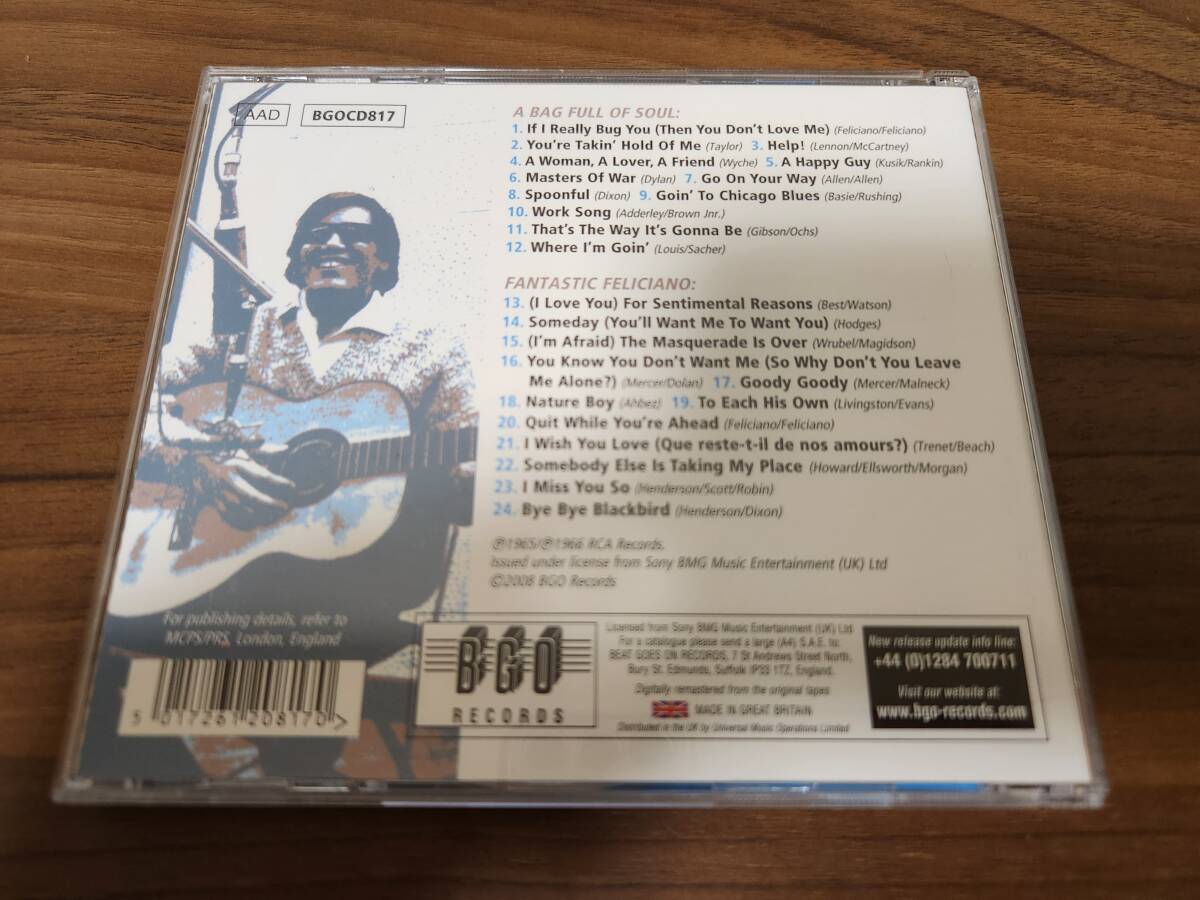 AAD
BGOCD817
A BAG FULL OF SOUL:
1. If I Really Bug You (Then You Don't Love Me) (Feliciano/Feliciano)
2. You're Takin' Hold Of Me (Taylor) 3. Help! (Lennon/McCartney)
4. A Woman, A Lover, A Friend (Wyche) 5. A Happy Guy (Kusik/Rankin)
6. Masters Of War (Dylan) 7. Go On Your Way (Allen/Allen)
8. Spoonful (Dixon) 9. Goin' To Chicago Blues (Basie/Rushing)
10. Work Song (Adderley/Brown Jnr.)
11. That's The Way It's Gonna Be (Gibson/Ochs)
12. Where I'm Goin' (Louis/Sacher)
FANTASTIC FELICIANO:
13. (I Love You) For Sentimental Reasons (Best/Watson)
14. Someday (You'll Want Me To Want You) (Hodges)
15. (I'm Afraid) The Masquerade Is Over (Wrubel/Magidson)
16. You Know You Don't Want Me (So Why Don't You Leave
Me Alone?) (Mercer/Dolan) 17. Goody Goody (Mercer/Malneck)
18. Nature Boy (Ahbez) 19. To Each His Own (Livingston/Evans)
20. Quit While You're Ahead (Feliciano/Feliciano)
21. I Wish You Love (Que reste-t-il de nos amours?) (Trenet/Beach)
22. Somebody Else Is Taking My Place (Howard/Ellsworth/Morgan)
23. I Miss You So (Henderson/Scott/Robin)
24. Bye Bye Blackbird (Henderson/Dixon)
℗1965/℗1966 RCA Records.
Issued under license from Sony BMG Music Entertainment (UK) Ltd
©2008 BGO Records
For publishing details, refer to
MCPS/PRS, London, England
5 017261 208170 >
BGO
RECORDS
Licensed from Sony BMG Music Entertainment (UK) Ltd
For a catalogue please send a large (A4) S.A.E. to:
BEAT GOES ON RECORDS, 7 St Andrews Street North,
Bury St. Edmunds, Suffolk IP33 1TZ, England.
Digitally remastered from the original tapes
MADE IN GREAT BRITAIN
Distributed in the UK by Universal Music Operations Limited
New release update info line:
+44 (0)1284 700711
Visit our website at:
www.bgo-records.com